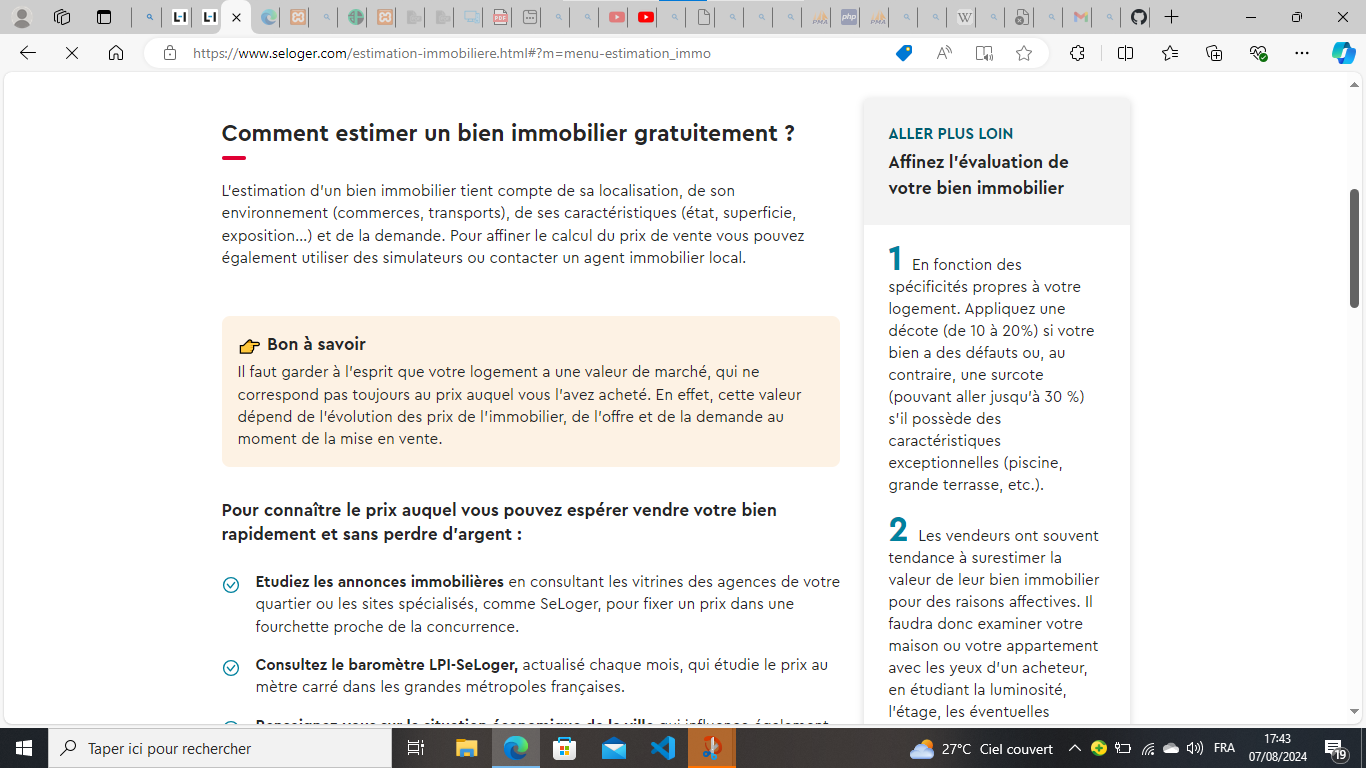 https://www.seloger.com/estimation-immobiliere.html#?m=menu-estimation_immo
Comment estimer un bien immobilier gratuitement ?
L'estimation d'un bien immobilier tient compte de sa localisation, de son
environnement (commerces, transports), de ses caractéristiques (état, superficie,
exposition...) et de la demande. Pour affiner le calcul du prix de vente vous pouvez
également utiliser des simulateurs ou contacter un agent immobilier local.
Bon à savoir
Il faut garder à l'esprit que votre logement a une valeur de marché, qui ne
correspond pas toujours au prix auquel vous l'avez acheté. En effet, cette valeur
dépend de l'évolution des prix de l'immobilier, de l'offre et de la demande au
moment de la mise en vente.
Pour connaître le prix auquel vous pouvez espérer vendre votre bien
rapidement et sans perdre d'argent :
Etudiez les annonces immobilières en consultant les vitrines des agences de votre
quartier ou les sites spécialisés, comme SeLoger, pour fixer un prix dans une
fourchette proche de la concurrence.
Consultez le baromètre LPI-SeLoger, actualisé chaque mois, qui étudie le prix au
mètre carré dans les grandes métropoles françaises.
Renseignez-vous sur la situation économique de la ville qui influence également
ALLER PLUS LOIN
Affinez l'évaluation de
votre bien immobilier
1 En fonction des
spécificités propres à votre
logement. Appliquez une
décote (de 10 à 20%) si votre
bien a des défauts ou, au
contraire, une surcote
(pouvant aller jusqu'à 30 %)
s'il possède des
caractéristiques
exceptionnelles (piscine,
grande terrasse, etc.).
2 Les vendeurs ont souvent
tendance à surestimer la
valeur de leur bien immobilier
pour des raisons affectives. Il
faudra donc examiner votre
maison ou votre appartement
avec les yeux d'un acheteur,
en étudiant la luminosité,
l'étage, les éventuelles
Taper ici pour rechercher
27°C Ciel couvert
FRA
17:43
07/08/2024
19